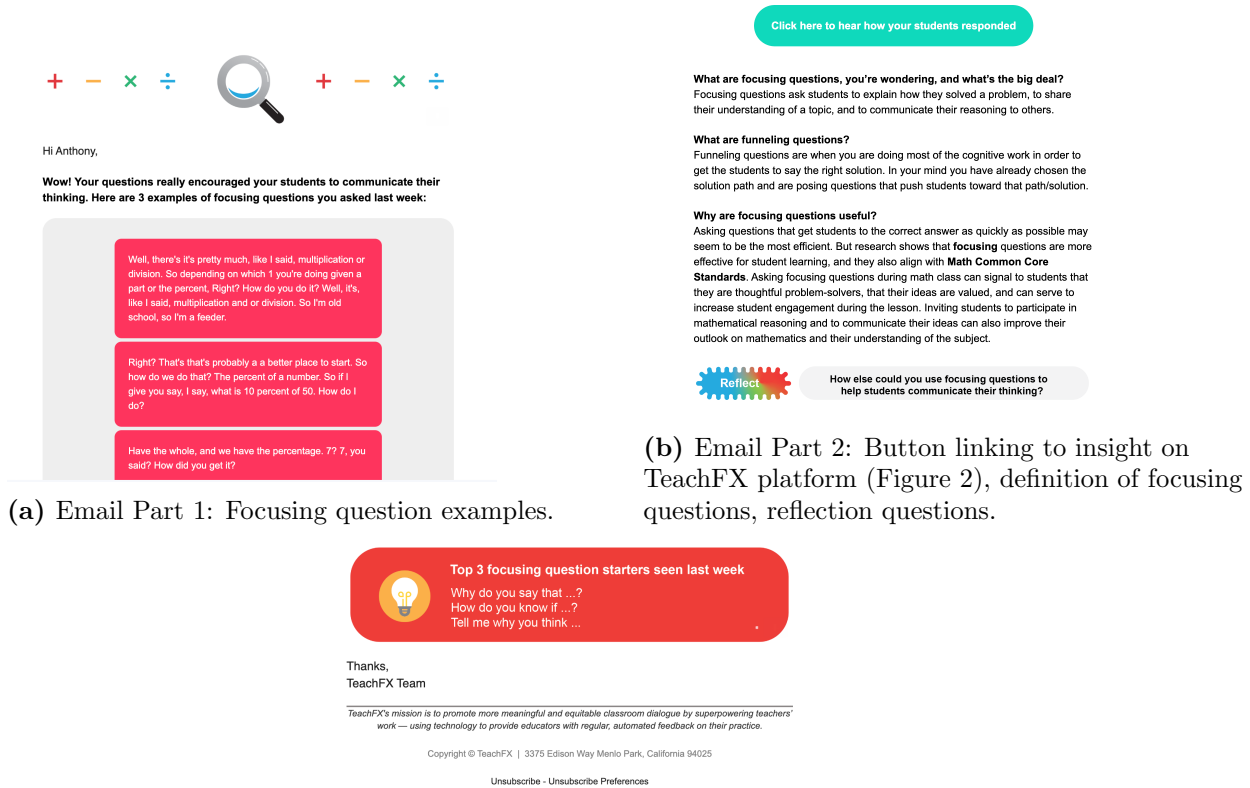 + − × ÷ + − × ÷
Hi Anthony,
Wow! Your questions really encouraged your students to communicate their
thinking. Here are 3 examples of focusing questions you asked last week:
Well, there's it's pretty much, like I said, multiplication or
division. So depending on which 1 you're doing given a
part or the percent, Right? How do you do it? Well, it's,
like I said, multiplication and or division. So I'm old
school, so I'm a feeder.
Right? That's that's probably a a better place to start. So
how do we do that? The percent of a number. So if I
give you say, I say, what is 10 percent of 50. How do I
do?
Have the whole, and we have the percentage. 7? 7, you
said? How did you get it?
(a) Email Part 1: Focusing question examples.
Click here to hear how your students responded
What are focusing questions, you're wondering, and what's the big deal?
Focusing questions ask students to explain how they solved a problem, to share
their understanding of a topic, and to communicate their reasoning to others.
What are funneling questions?
Funneling questions are when you are doing most of the cognitive work in order to
get the students to say the right solution. In your mind you have already chosen the
solution path and are posing questions that push students toward that path/solution.
Why are focusing questions useful?
Asking questions that get students to the correct answer as quickly as possible may
seem to be the most efficient. But research shows that focusing questions are more
effective for student learning, and they also align with Math Common Core
Standards. Asking focusing questions during math class can signal to students that
they are thoughtful problem-solvers, that their ideas are valued, and can serve to
increase student engagement during the lesson. Inviting students to participate in
mathematical reasoning and to communicate their ideas can also improve their
outlook on mathematics and their understanding of the subject.
Reflect
How else could you use focusing questions to
help students communicate their thinking?
(b) Email Part 2: Button linking to insight on
TeachFX platform (Figure 2), definition of focusing
questions, reflection questions.
Top 3 focusing question starters seen last week
Why do you say that ...?
How do you know if ...?
Tell me why you think ...
Thanks,
TeachFX Team
TeachFX's mission is to promote more meaningful and equitable classroom dialogue by superpowering teachers'
work — using technology to provide educators with regular, automated feedback on their practice.
Copyright © TeachFX | 3375 Edison Way Menlo Park, California 94025
Unsubscribe - Unsubscribe Preferences